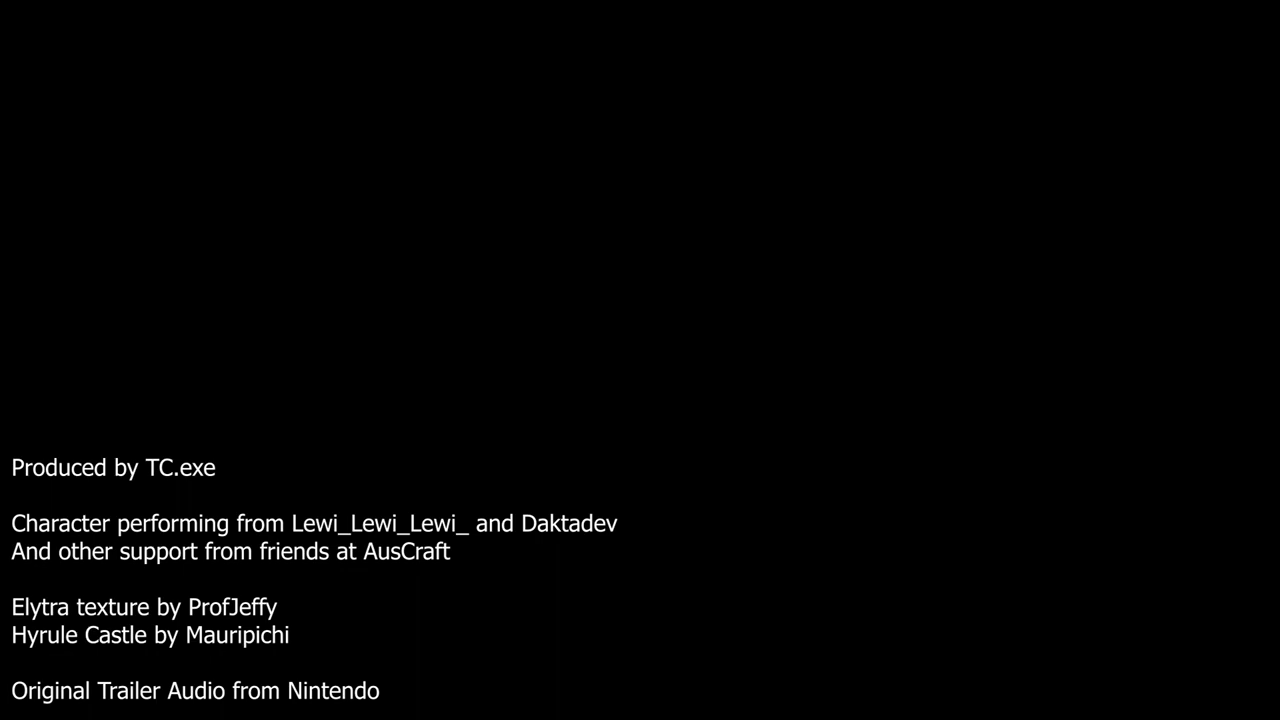 Produced by TC.exe
Character performing from Lewi_Lewi_Lewi_ and Daktadev
And other support from friends at AusCraft
Elytra texture by ProfJeffy
Hyrule Castle by Mauripichi
Original Trailer Audio from Nintendo